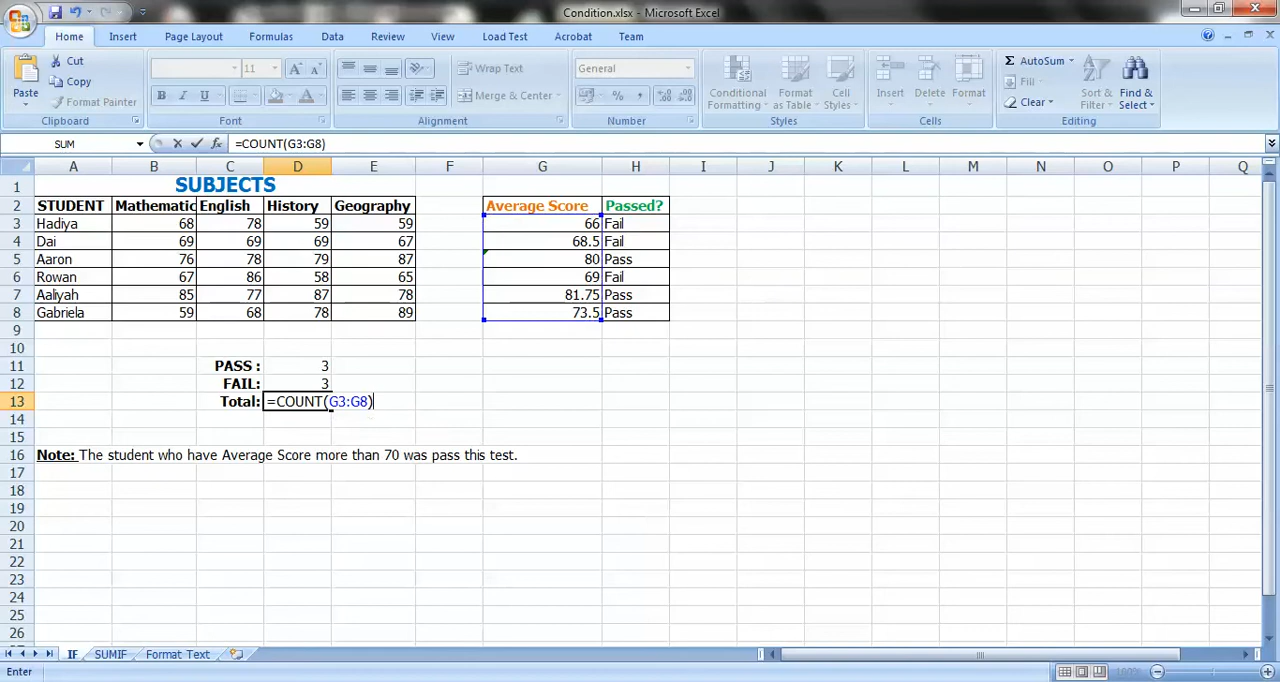 Condition.xlsx - Microsoft Excel
Home Insert Page Layout Formulas Data Review View Load Test Acrobat Team
Paste Cut Copy Format Painter Clipboard
11 A A B I U A Font
Wrap Text Merge & Center Alignment
General % , Number
Conditional Formatting Format as Table Cell Styles Styles
Insert Delete Format Cells
Σ AutoSum Fill Clear Sort & Filter Find & Select Editing
SUM fx =COUNT(G3:G8)
A B C D E F G H I J K L M N O P Q
1 SUBJECTS
2 STUDENT Mathematic English History Geography Average Score Passed?
3 Hadiya 68 78 59 59 66 Fail
4 Dai 69 69 69 67 68.5 Fail
5 Aaron 76 78 79 87 80 Pass
6 Rowan 67 86 58 65 69 Fail
7 Aaliyah 85 77 87 78 81.75 Pass
8 Gabriela 59 68 78 89 73.5 Pass
9
10
11 PASS : 3
12 FAIL: 3
13 Total: =COUNT(G3:G8)
14
15
16 Note: The student who have Average Score more than 70 was pass this test.
17
18
19
20
21
22
23
24
25
26
IF SUMIF Format Text
Enter